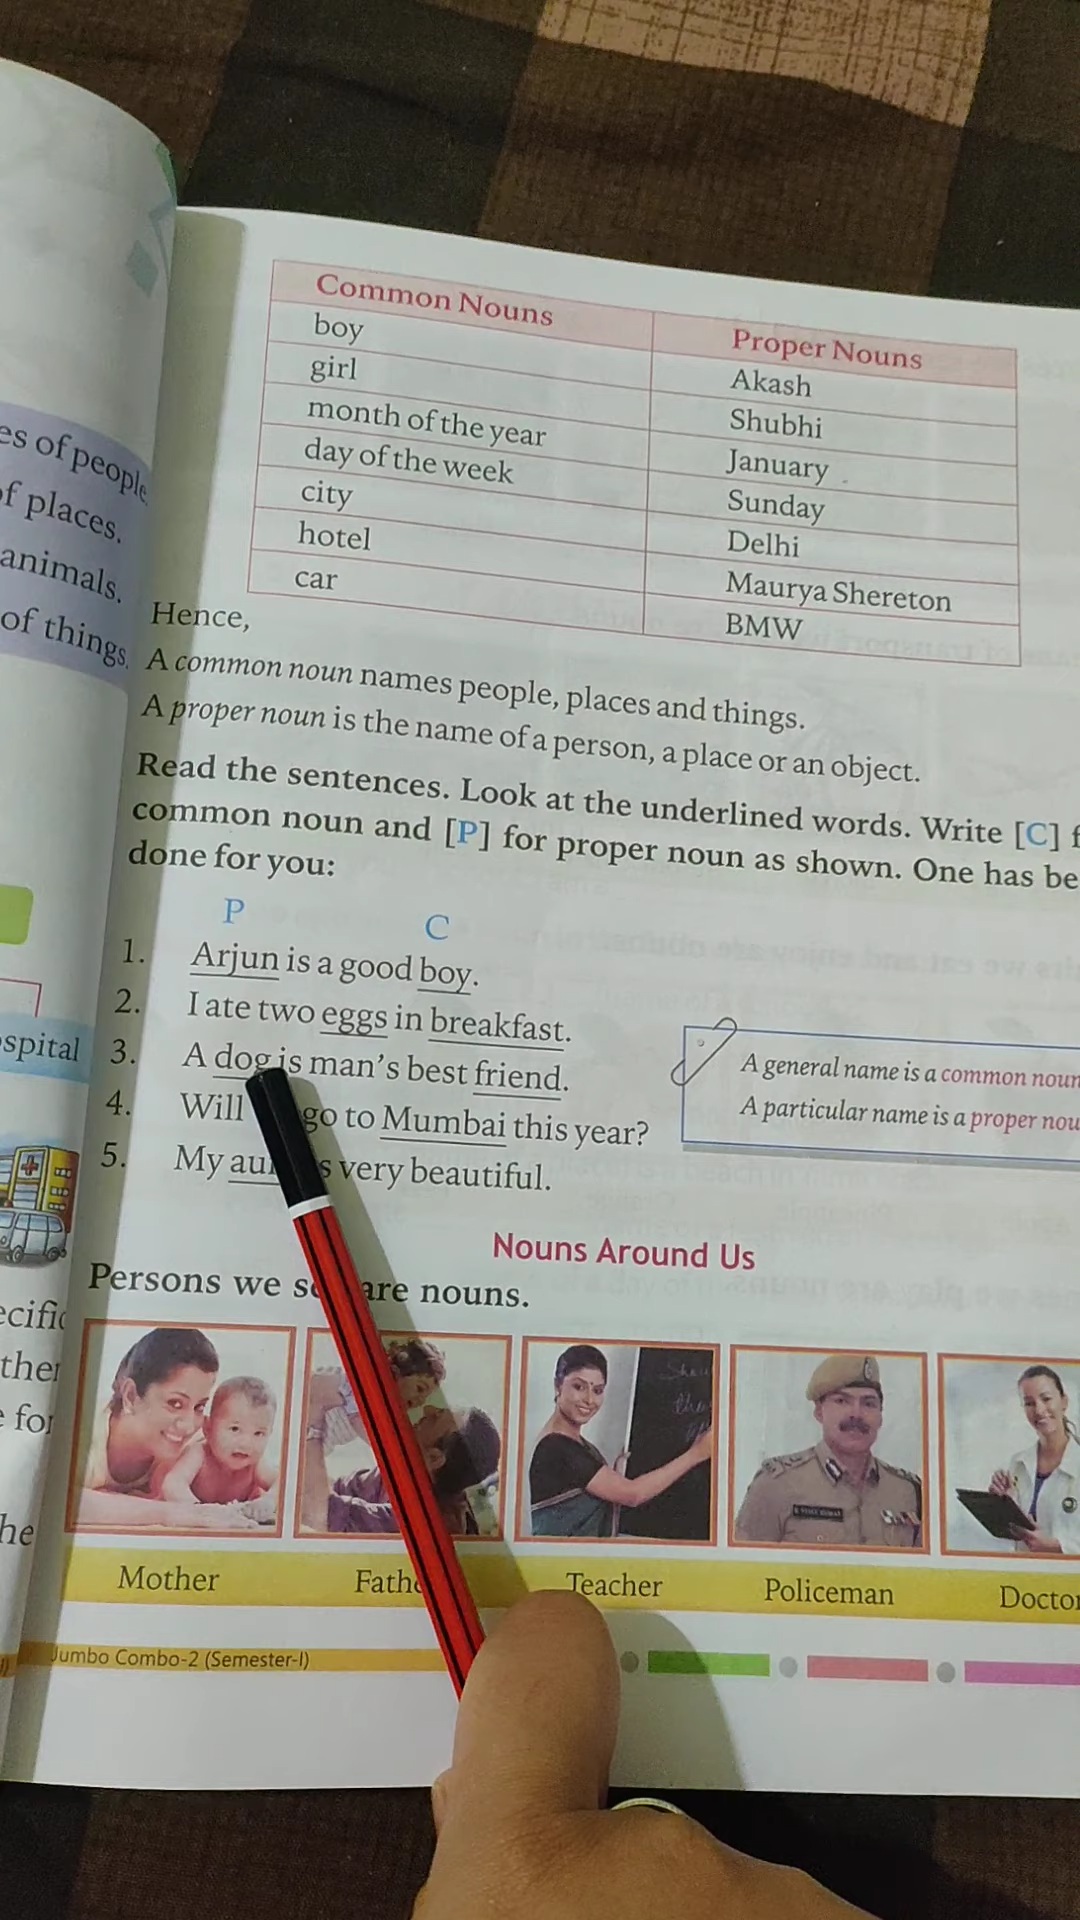 es of people
of places.
animals.
of things.
spital
ecific
ther
e for
he
Common Nouns Proper Nouns
boy Akash
girl Shubhi
month of the year January
day of the week Sunday
city Delhi
hotel Maurya Shereton
car BMW
Hence,
A common noun names people, places and things.
A proper noun is the name of a person, a place or an object.
Read the sentences. Look at the underlined words. Write [C] f
common noun and [P] for proper noun as shown. One has be
done for you:
P C
1. Arjun is a good boy.
2. I ate two eggs in breakfast.
3. A dog is man's best friend.
4. Will go to Mumbai this year?
5. My au s very beautiful.
A general name is a common noun
A particular name is a proper nou
Nouns Around Us
Persons we s are nouns.
Mother Fath Teacher Policeman Doctor
Jumbo Combo-2 (Semester-I)